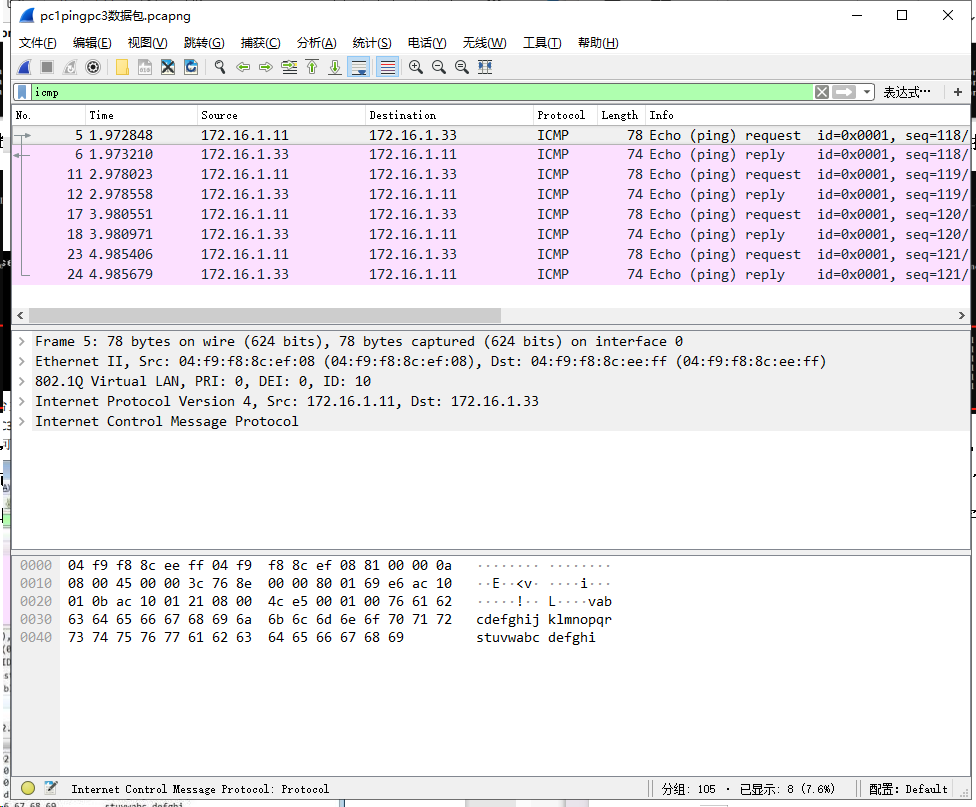 pc1pingpc3数据包.pcapng
文件(F) 编辑(E) 视图(V) 跳转(G) 捕获(C) 分析(A) 统计(S) 电话(Y) 无线(W) 工具(T) 帮助(H)
icmp 表达式… +
No. Time Source Destination Protocol Length Info
5 1.972848 172.16.1.11 172.16.1.33 ICMP 78 Echo (ping) request id=0x0001, seq=118/
6 1.973210 172.16.1.33 172.16.1.11 ICMP 74 Echo (ping) reply id=0x0001, seq=118/
11 2.978023 172.16.1.11 172.16.1.33 ICMP 78 Echo (ping) request id=0x0001, seq=119/
12 2.978558 172.16.1.33 172.16.1.11 ICMP 74 Echo (ping) reply id=0x0001, seq=119/
17 3.980551 172.16.1.11 172.16.1.33 ICMP 78 Echo (ping) request id=0x0001, seq=120/
18 3.980971 172.16.1.33 172.16.1.11 ICMP 74 Echo (ping) reply id=0x0001, seq=120/
23 4.985406 172.16.1.11 172.16.1.33 ICMP 78 Echo (ping) request id=0x0001, seq=121/
24 4.985679 172.16.1.33 172.16.1.11 ICMP 74 Echo (ping) reply id=0x0001, seq=121/
Frame 5: 78 bytes on wire (624 bits), 78 bytes captured (624 bits) on interface 0
Ethernet II, Src: 04:f9:f8:8c:ef:08 (04:f9:f8:8c:ef:08), Dst: 04:f9:f8:8c:ee:ff (04:f9:f8:8c:ee:ff)
802.1Q Virtual LAN, PRI: 0, DEI: 0, ID: 10
Internet Protocol Version 4, Src: 172.16.1.11, Dst: 172.16.1.33
Internet Control Message Protocol
0000 04 f9 f8 8c ee ff 04 f9 f8 8c ef 08 81 00 00 0a ········ ········
0010 08 00 45 00 00 3c 76 8e 00 00 80 01 69 e6 ac 10 ··E··<v· ····i···
0020 01 0b ac 10 01 21 08 00 4c e5 00 01 00 76 61 62 ·····!·· L····vab
0030 63 64 65 66 67 68 69 6a 6b 6c 6d 6e 6f 70 71 72 cdefghij klmnopqr
0040 73 74 75 76 77 61 62 63 64 65 66 67 68 69 stuvwabc defghi
Internet Control Message Protocol: Protocol 分组: 105 · 已显示: 8 (7.6%) 配置: Default